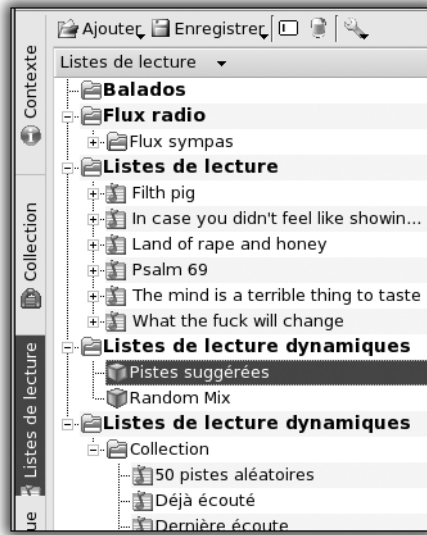 Ajouter Enregistrer
Listes de lecture
Balados
Flux radio
Flux sympas
Listes de lecture
Filth pig
In case you didn't feel like showin...
Land of rape and honey
Psalm 69
The mind is a terrible thing to taste
What the fuck will change
Listes de lecture dynamiques
Pistes suggérées
Random Mix
Listes de lecture dynamiques
Collection
50 pistes aléatoires
Déjà écouté
Dernière écoute
Contexte
Collection
Listes de lecture
ue